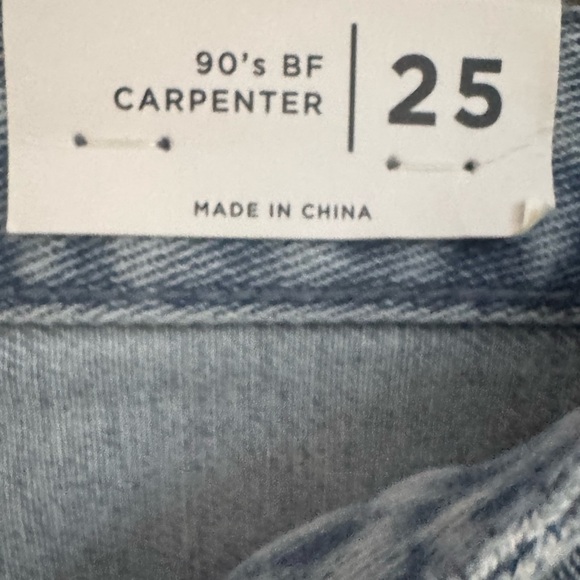 90's BF
CARPENTER
25
MADE IN CHINA